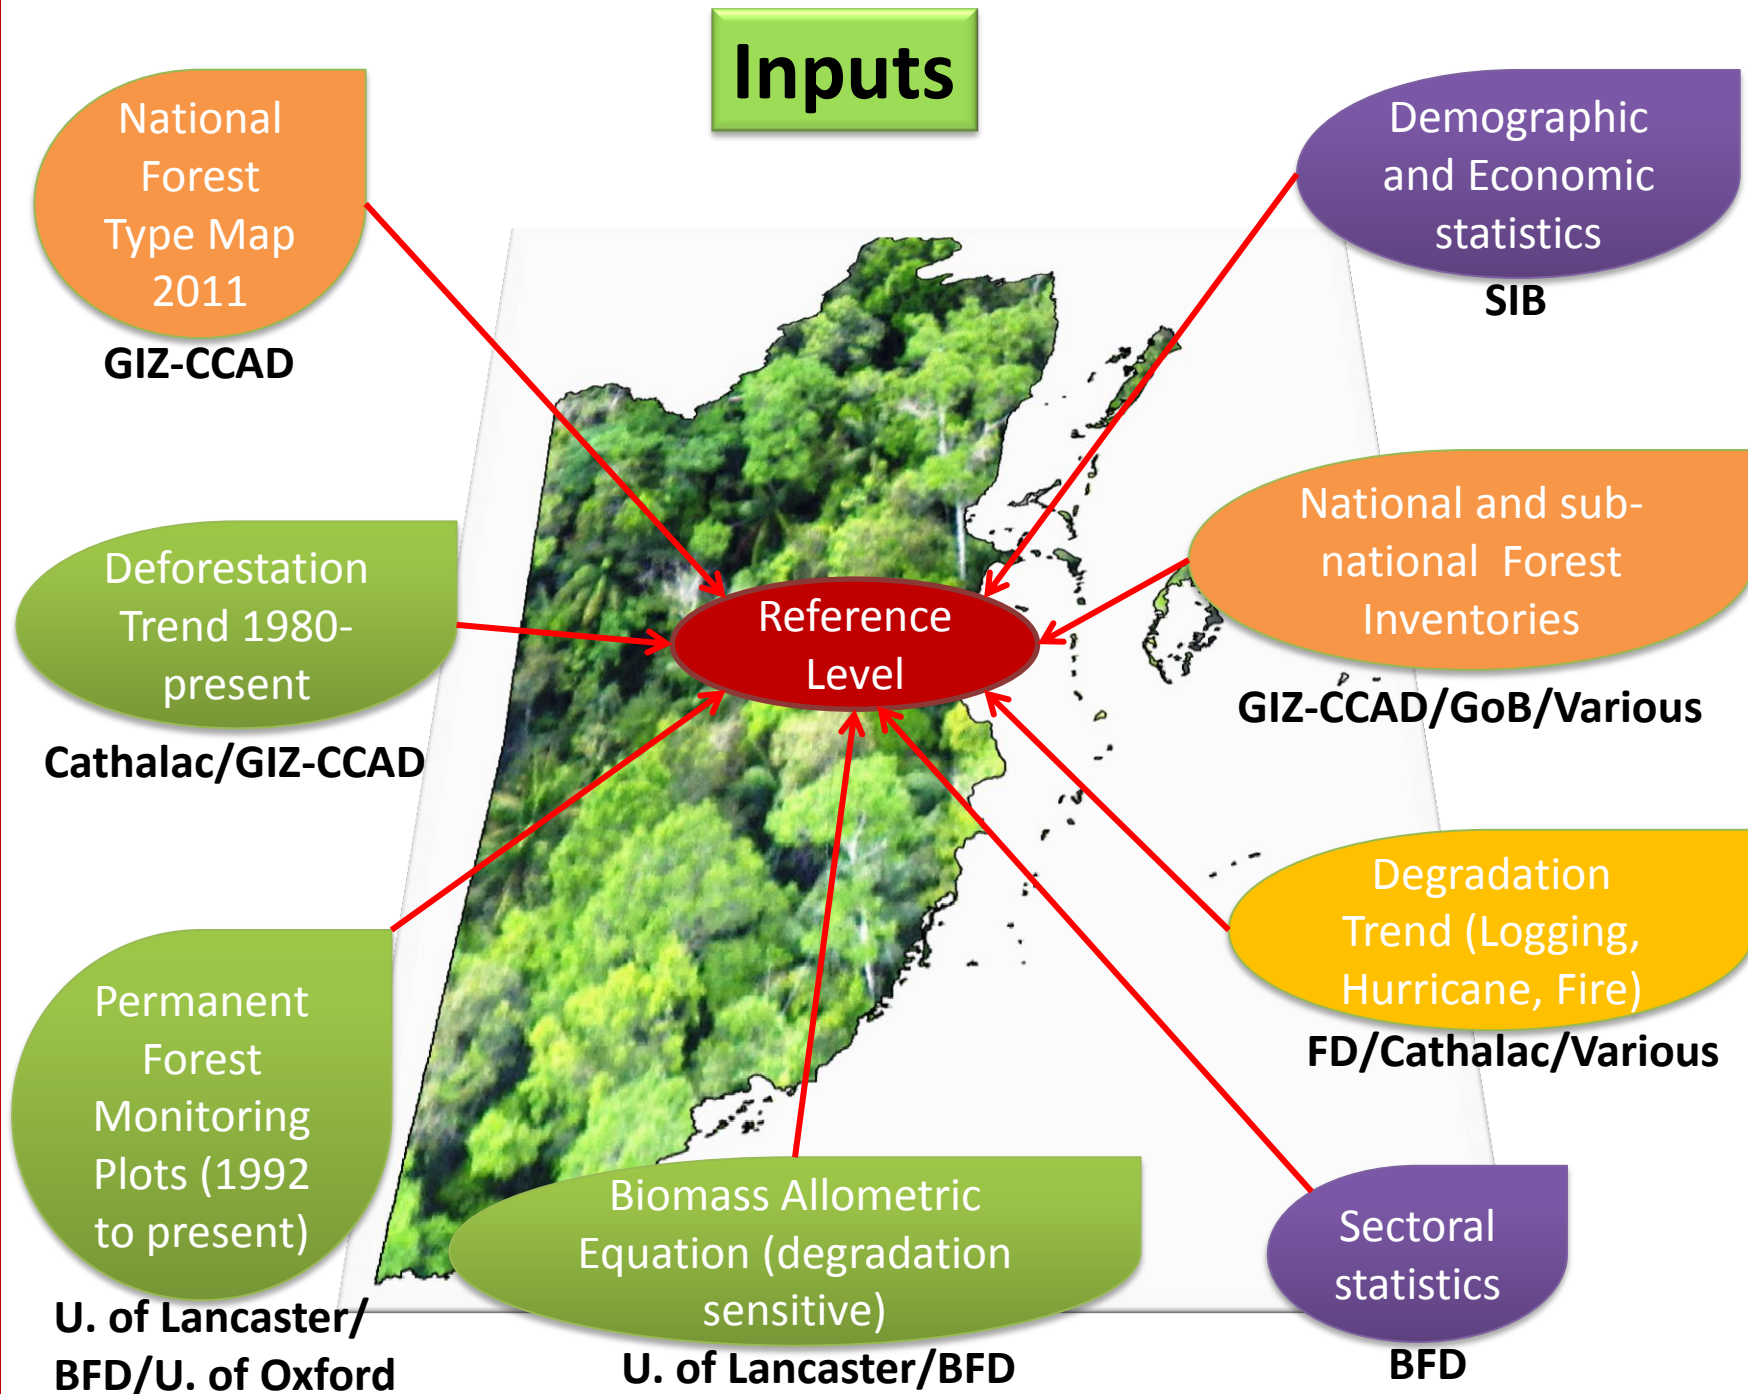 Inputs
National
Forest
Type Map
2011
GIZ-CCAD
Demographic
and Economic
statistics
SIB
Deforestation
Trend 1980-
present
Cathalac/GIZ-CCAD
Reference
Level
National and sub-
national  Forest
Inventories
GIZ-CCAD/GoB/Various
Degradation
Trend (Logging,
Hurricane, Fire)
FD/Cathalac/Various
Permanent
Forest
Monitoring
Plots (1992
to present)
U. of Lancaster/
BFD/U. of Oxford
Biomass Allometric
Equation (degradation
sensitive)
U. of Lancaster/BFD
Sectoral
statistics
BFD